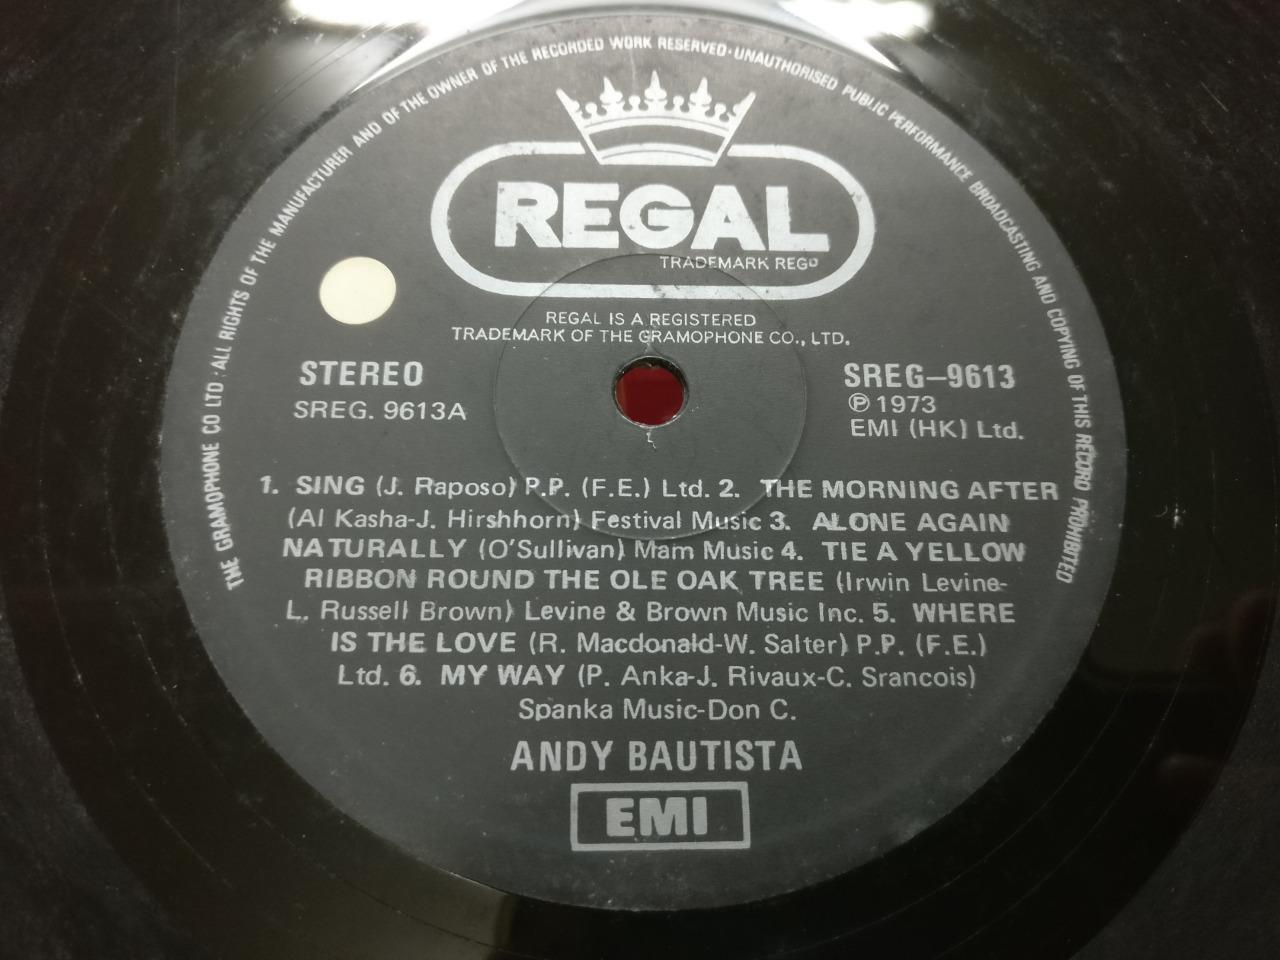 THE GRAMOPHONE CO LTD · ALL RIGHTS OF THE MANUFACTURER AND OF THE OWNER OF THE RECORDED WORK RESERVED · UNAUTHORISED PUBLIC PERFORMANCE BROADCASTING AND COPYING OF THIS RECORD PROHIBITED
REGAL
TRADEMARK REGD
REGAL IS A REGISTERED
TRADEMARK OF THE GRAMOPHONE CO., LTD.
STEREO
SREG. 9613A
SREG-9613
℗ 1973
EMI (HK) Ltd.
1. SING (J. Raposo) P.P. (F.E.) Ltd. 2. THE MORNING AFTER
(Al Kasha-J. Hirshhorn) Festival Music 3. ALONE AGAIN
NATURALLY (O'Sullivan) Mam Music 4. TIE A YELLOW
RIBBON ROUND THE OLE OAK TREE (Irwin Levine-
L. Russell Brown) Levine & Brown Music Inc. 5. WHERE
IS THE LOVE (R. Macdonald-W. Salter) P.P. (F.E.)
Ltd. 6. MY WAY (P. Anka-J. Rivaux-C. Srancois)
Spanka Music-Don C.
ANDY BAUTISTA
EMI